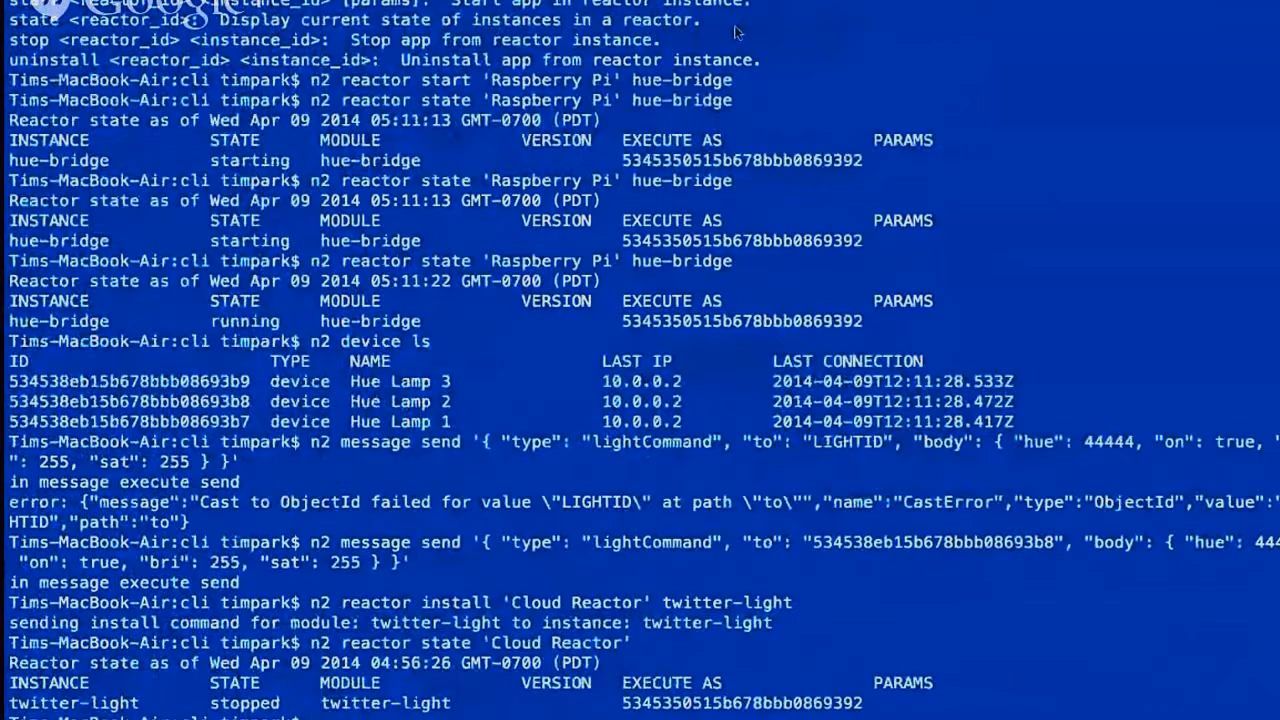 start <reactor_id> <instance_id> [params]: Start app in reactor instance.
Google
state <reactor_id>: Display current state of instances in a reactor.
stop <reactor_id> <instance_id>: Stop app from reactor instance.
uninstall <reactor_id> <instance_id>: Uninstall app from reactor instance.
Tims-MacBook-Air:cli timpark$ n2 reactor start 'Raspberry Pi' hue-bridge
Tims-MacBook-Air:cli timpark$ n2 reactor state 'Raspberry Pi' hue-bridge
Reactor state as of Wed Apr 09 2014 05:11:13 GMT-0700 (PDT)
INSTANCE STATE MODULE VERSION EXECUTE AS PARAMS
hue-bridge starting hue-bridge 5345350515b678bbb0869392
Tims-MacBook-Air:cli timpark$ n2 reactor state 'Raspberry Pi' hue-bridge
Reactor state as of Wed Apr 09 2014 05:11:13 GMT-0700 (PDT)
INSTANCE STATE MODULE VERSION EXECUTE AS PARAMS
hue-bridge starting hue-bridge 5345350515b678bbb0869392
Tims-MacBook-Air:cli timpark$ n2 reactor state 'Raspberry Pi' hue-bridge
Reactor state as of Wed Apr 09 2014 05:11:22 GMT-0700 (PDT)
INSTANCE STATE MODULE VERSION EXECUTE AS PARAMS
hue-bridge running hue-bridge 5345350515b678bbb0869392
Tims-MacBook-Air:cli timpark$ n2 device ls
ID TYPE NAME LAST IP LAST CONNECTION
534538eb15b678bbb08693b9 device Hue Lamp 3 10.0.0.2 2014-04-09T12:11:28.533Z
534538eb15b678bbb08693b8 device Hue Lamp 2 10.0.0.2 2014-04-09T12:11:28.472Z
534538eb15b678bbb08693b7 device Hue Lamp 1 10.0.0.2 2014-04-09T12:11:28.417Z
Tims-MacBook-Air:cli timpark$ n2 message send '{ "type": "lightCommand", "to": "LIGHTID", "body": { "hue": 44444, "on": true, "
": 255, "sat": 255 } }'
in message execute send
error: {"message":"Cast to ObjectId failed for value \"LIGHTID\" at path \"to\"","name":"CastError","type":"ObjectId","value":"
HTID","path":"to"}
Tims-MacBook-Air:cli timpark$ n2 message send '{ "type": "lightCommand", "to": "534538eb15b678bbb08693b8", "body": { "hue": 444
"on": true, "bri": 255, "sat": 255 } }'
in message execute send
Tims-MacBook-Air:cli timpark$ n2 reactor install 'Cloud Reactor' twitter-light
sending install command for module: twitter-light to instance: twitter-light
Tims-MacBook-Air:cli timpark$ n2 reactor state 'Cloud Reactor'
Reactor state as of Wed Apr 09 2014 04:56:26 GMT-0700 (PDT)
INSTANCE STATE MODULE VERSION EXECUTE AS PARAMS
twitter-light stopped twitter-light 5345350515b678bbb0869392
Tims-MacBook-Air:cli timpark$